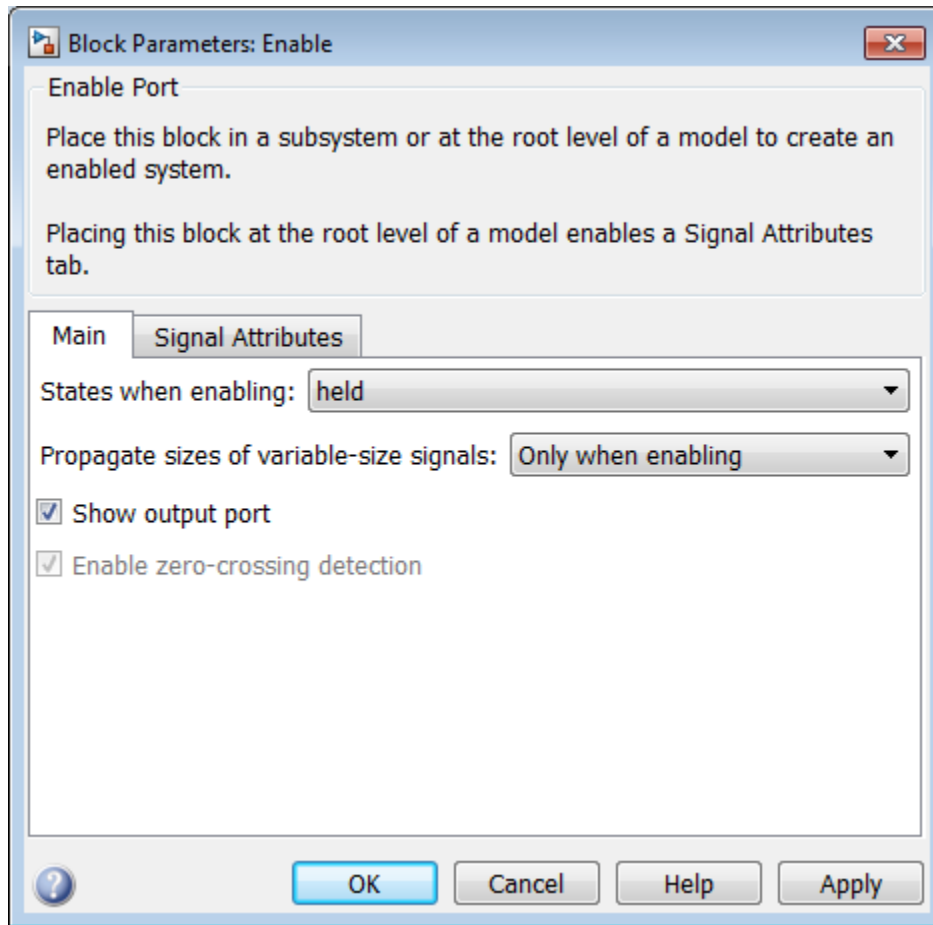 Block Parameters: Enable
Enable Port
Place this block in a subsystem or at the root level of a model to create an
enabled system.
Placing this block at the root level of a model enables a Signal Attributes
tab.
Main
Signal Attributes
States when enabling: held
Propagate sizes of variable-size signals: Only when enabling
Show output port
Enable zero-crossing detection
? OK Cancel Help Apply